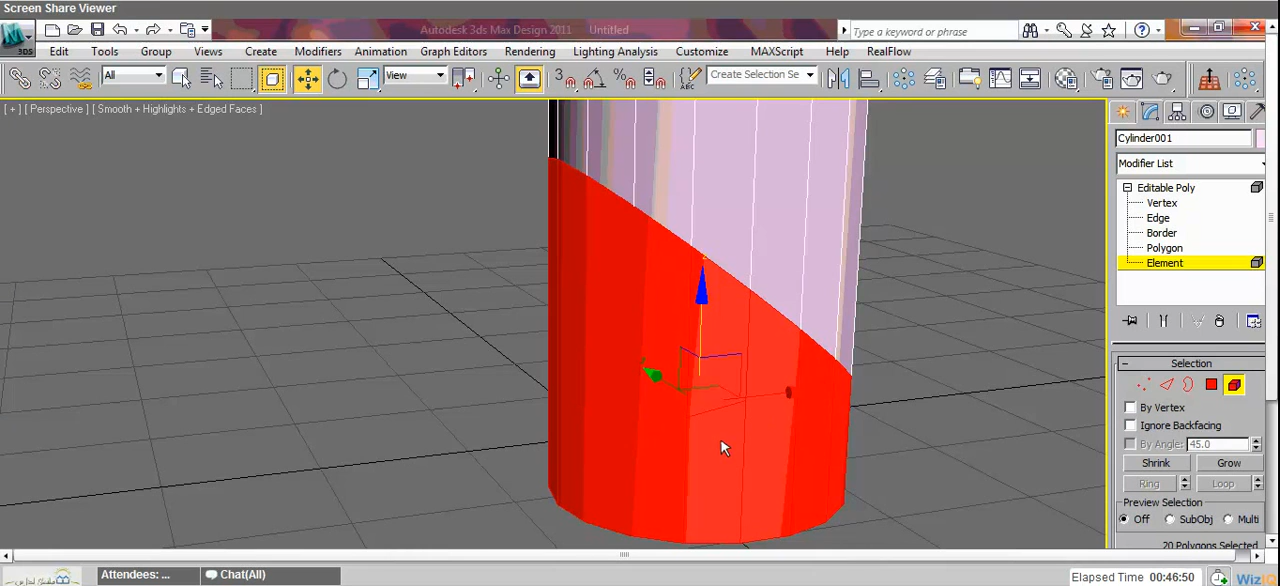 Screen Share Viewer
Autodesk 3ds Max Design 2011 Untitled
Type a keyword or phrase
3DS
Edit Tools Group Views Create Modifiers Animation Graph Editors Rendering Lighting Analysis Customize MAXScript Help RealFlow
All View 3 Create Selection Se
[ + ] [ Perspective ] [ Smooth + Highlights + Edged Faces ]
Cylinder001
Modifier List
Editable Poly
Vertex
Edge
Border
Polygon
Element
Selection
By Vertex
Ignore Backfacing
By Angle: 45.0
Shrink Grow
Ring Loop
Preview Selection
Off SubObj Multi
20 Polygons Selected
Attendees: ... Chat(All) Elapsed Time 00:46:50 WizIQ